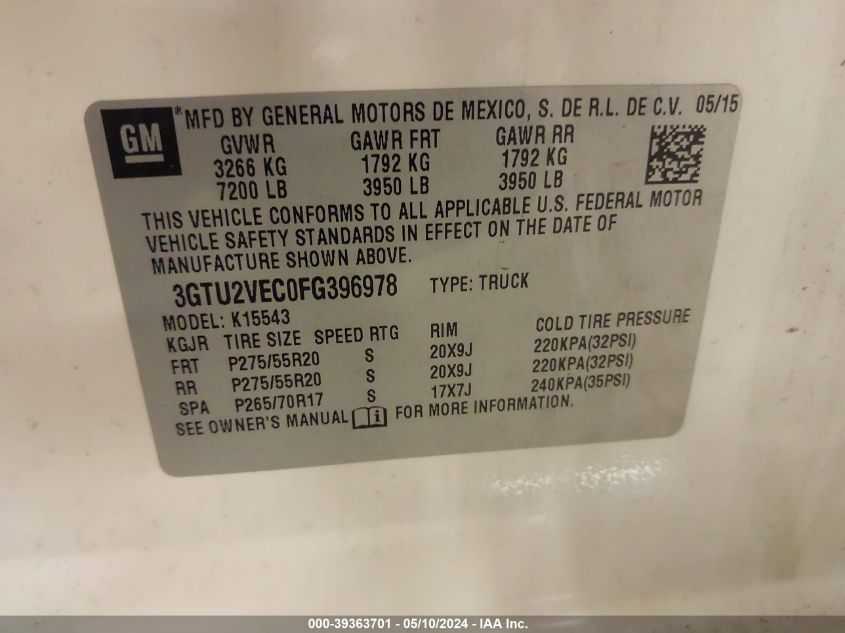 GM ® MFD BY GENERAL MOTORS DE MEXICO, S. DE R.L. DE C.V. 05/15
GVWR GAWR FRT GAWR RR
3266 KG 1792 KG 1792 KG
7200 LB 3950 LB 3950 LB
THIS VEHICLE CONFORMS TO ALL APPLICABLE U.S. FEDERAL MOTOR
VEHICLE SAFETY STANDARDS IN EFFECT ON THE DATE OF
MANUFACTURE SHOWN ABOVE.
3GTU2VEC0FG396978 TYPE: TRUCK
MODEL: K15543
KGJR TIRE SIZE SPEED RTG RIM COLD TIRE PRESSURE
FRT P275/55R20 S 20X9J 220KPA(32PSI)
RR P275/55R20 S 20X9J 220KPA(32PSI)
SPA P265/70R17 S 17X7J 240KPA(35PSI)
SEE OWNER'S MANUAL i FOR MORE INFORMATION.
000-39363701 - 05/10/2024 - IAA Inc.